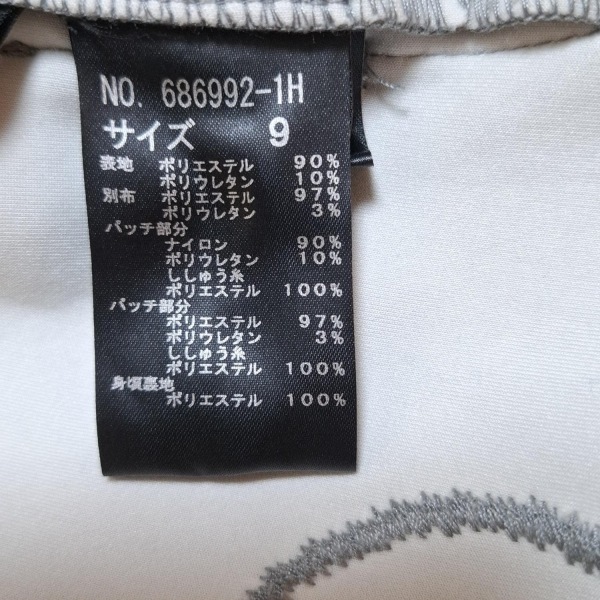 NO. 686992-1H
サイズ 9
表地 ポリエステル 90%
ポリウレタン 10%
別布 ポリエステル 97%
ポリウレタン 3%
パッチ部分
ナイロン 90%
ポリウレタン 10%
ししゅう糸
ポリエステル 100%
パッチ部分
ポリエステル 97%
ポリウレタン 3%
ししゅう糸
ポリエステル 100%
身頃裏地
ポリエステル 100%